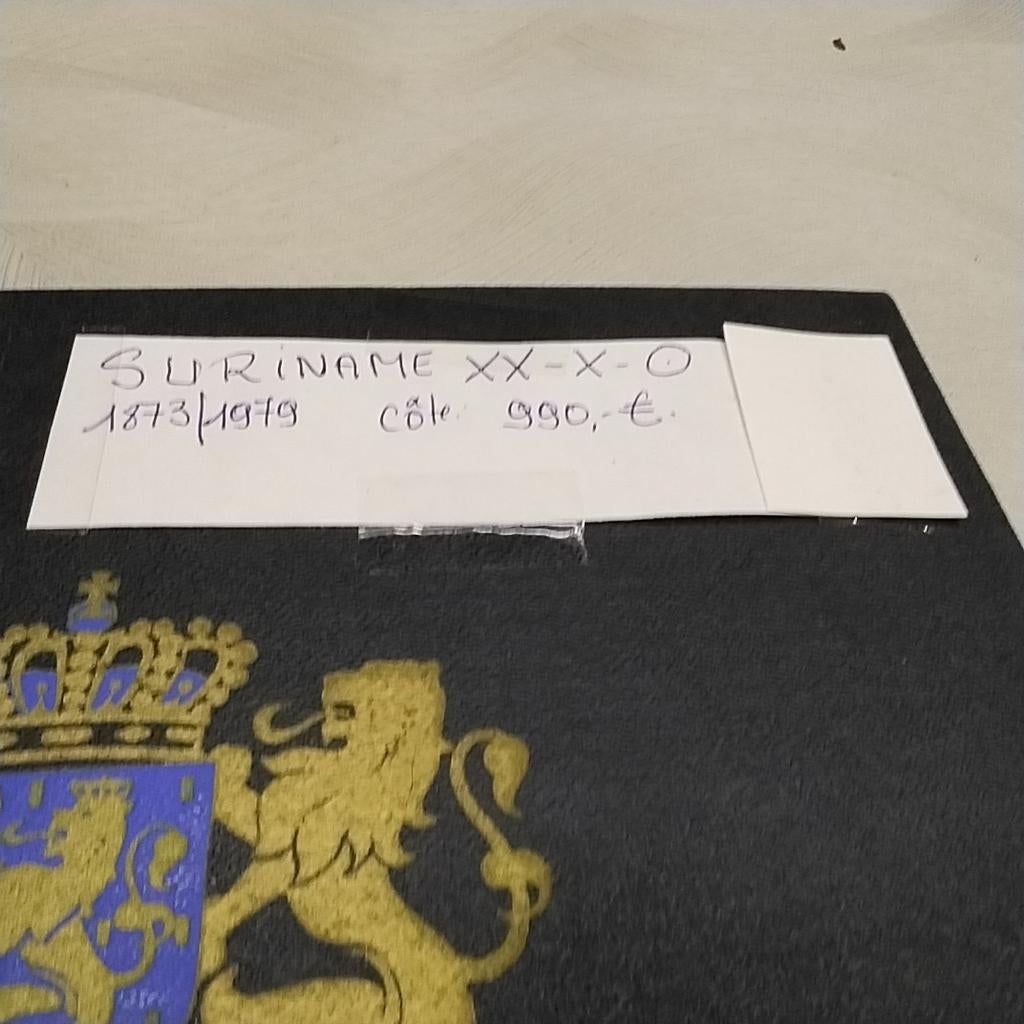 SURiNAME XX-X-O
1873/1979 côte 990,-€.